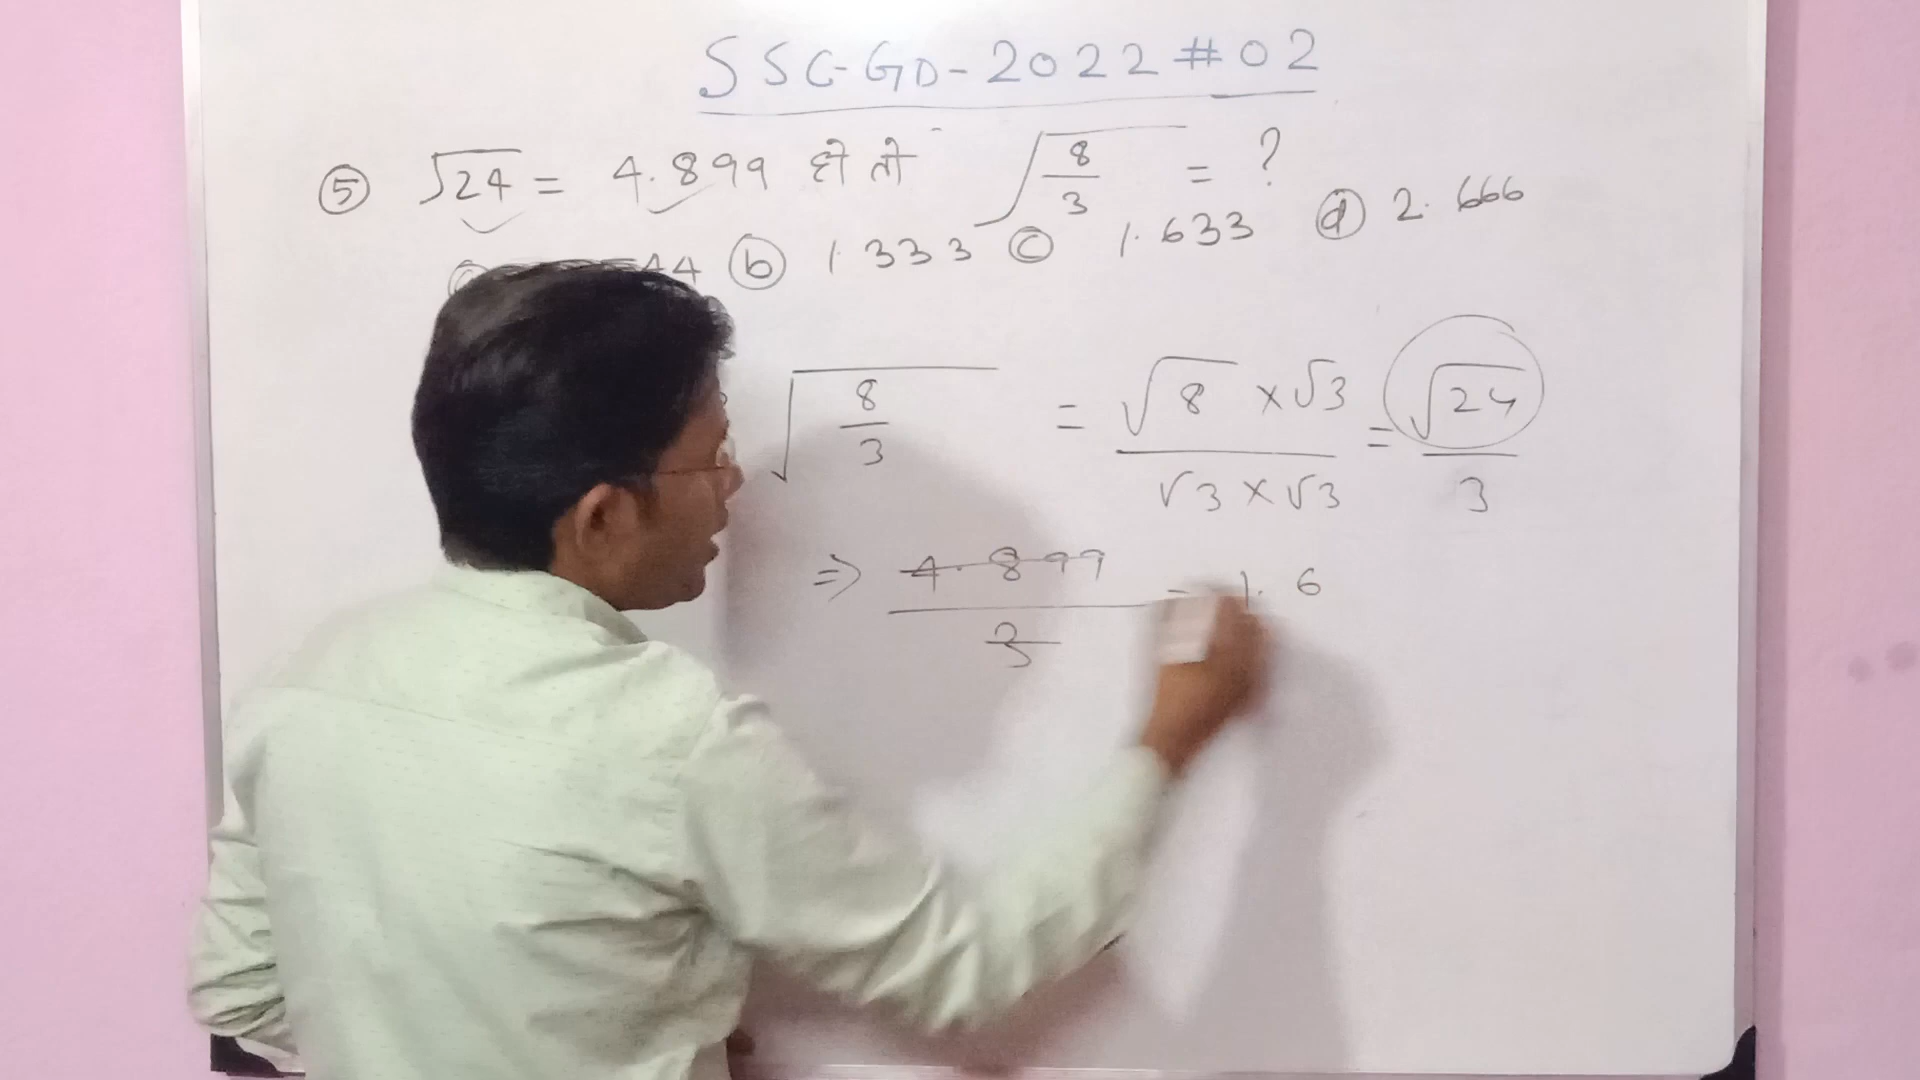 SSC-GD-2022 #02
⑤ √24 = 4.899 हो तो √(8/3) = ?
44 ⓑ 1.333 ⓒ 1.633 ⓓ 2.666
√(8/3) = (√8 × √3)/(√3 × √3) = √24/3
⇒ 4.899/3 = 1.6